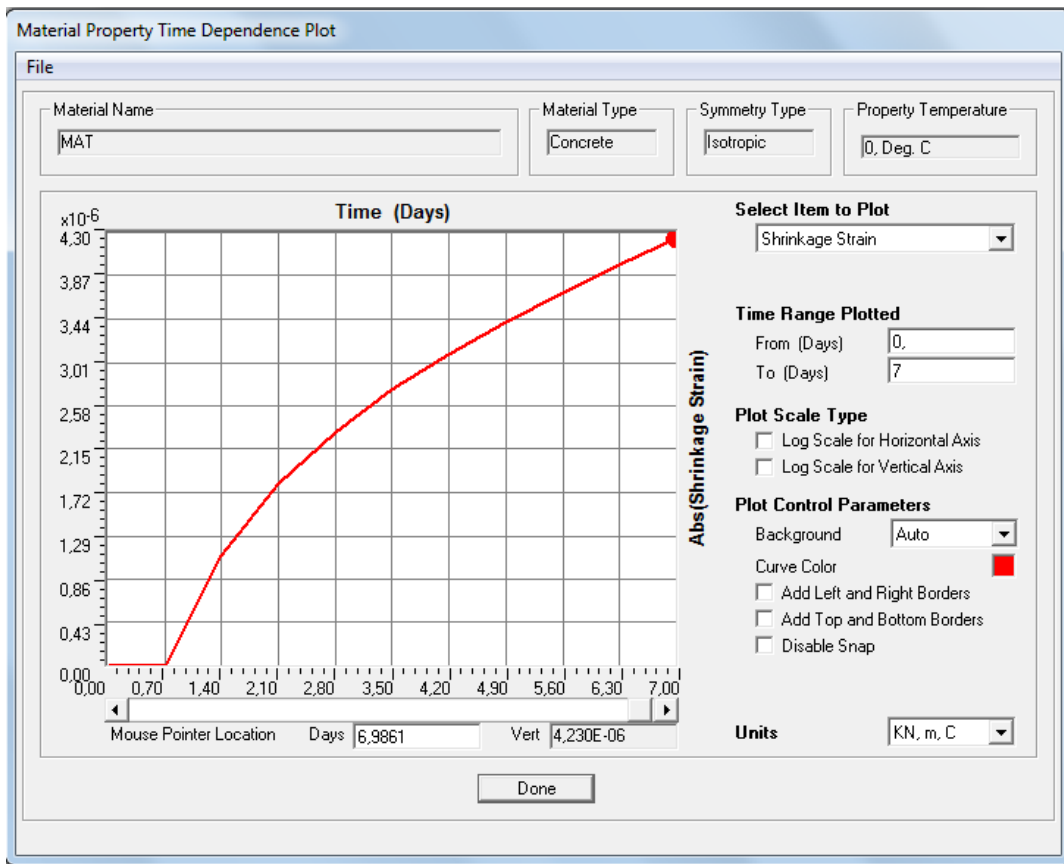 Material Property Time Dependence Plot
File
Material Name
MAT
Material Type
Concrete
Symmetry Type
Isotropic
Property Temperature
0, Deg. C
Time (Days)
x10-6
4,30
3,87
3,44
3,01
2,58
2,15
1,72
1,29
0,86
0,43
0,00
0,00 0,70 1,40 2,10 2,80 3,50 4,20 4,90 5,60 6,30 7,00
Abs(Shrinkage Strain)
Mouse Pointer Location Days 6,9861 Vert 4,230E-06
Select Item to Plot
Shrinkage Strain
Time Range Plotted
From (Days) 0,
To (Days) 7
Plot Scale Type
Log Scale for Horizontal Axis
Log Scale for Vertical Axis
Plot Control Parameters
Background Auto
Curve Color
Add Left and Right Borders
Add Top and Bottom Borders
Disable Snap
Units KN, m, C
Done